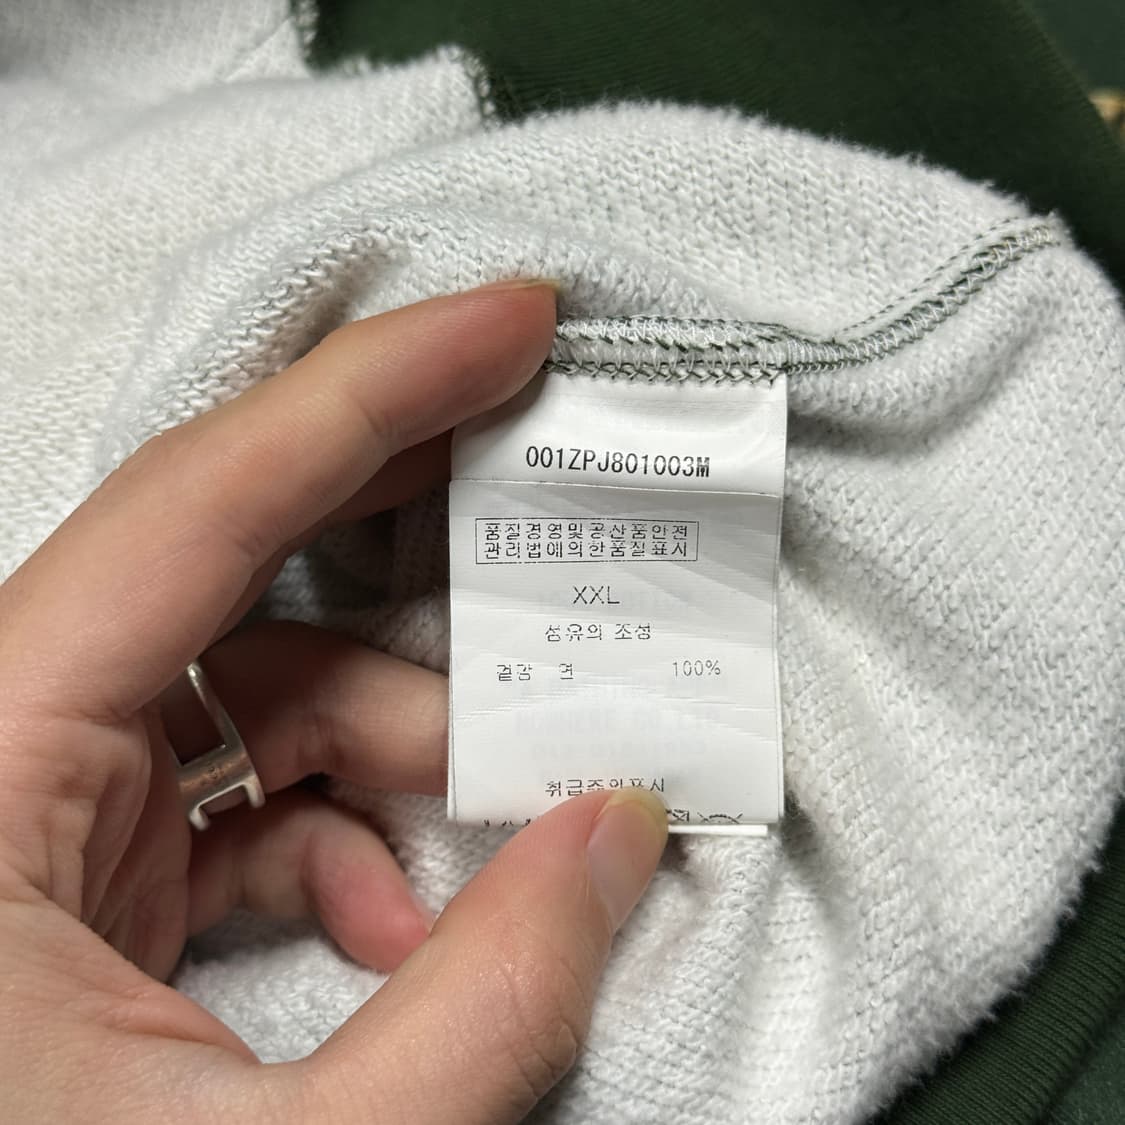 001ZPJ801003M
품질경영및공산품안전
관리법에의한품질표시
XXL
섬유의 조성
겉감 면 100%
취급주의표시